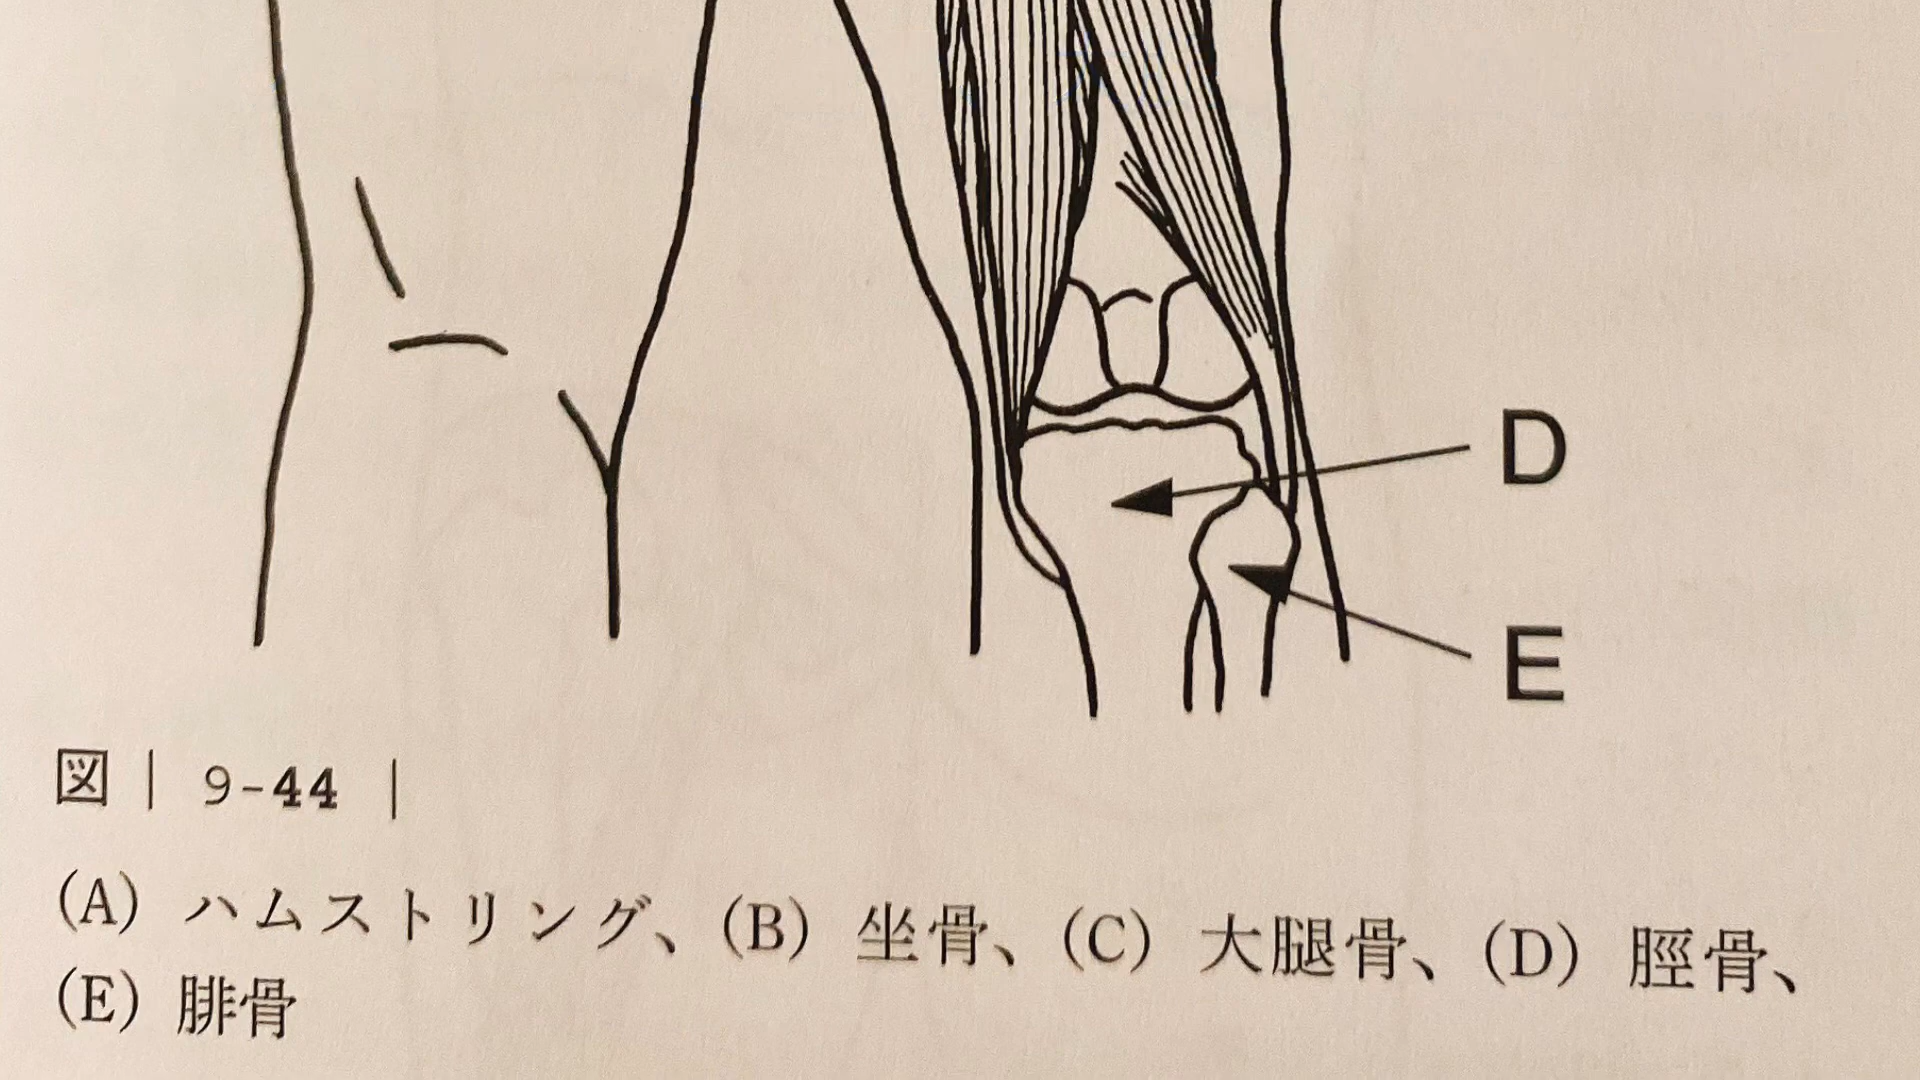 D
E
図｜ 9-44 ｜
(A) ハムストリング、(B) 坐骨、(C) 大腿骨、(D) 脛骨、
(E) 腓骨